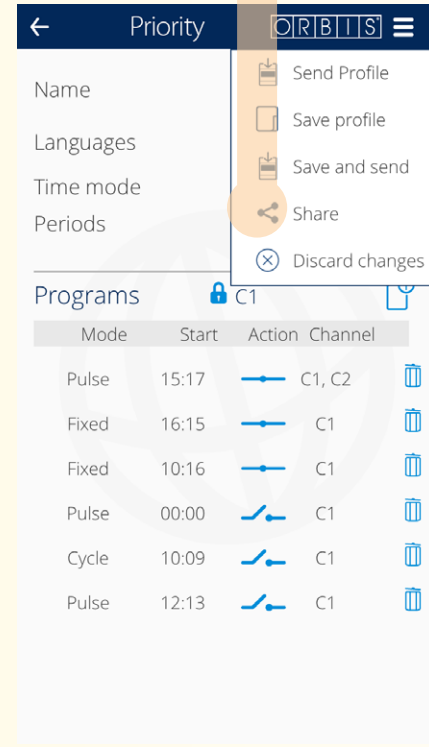 Priority ORBIS
Send Profile
Name
Save profile
Languages
Save and send
Time mode
Share
Periods
Discard changes
Programs C1
Mode Start Action Channel
Pulse 15:17 C1, C2
Fixed 16:15 C1
Fixed 10:16 C1
Pulse 00:00 C1
Cycle 10:09 C1
Pulse 12:13 C1